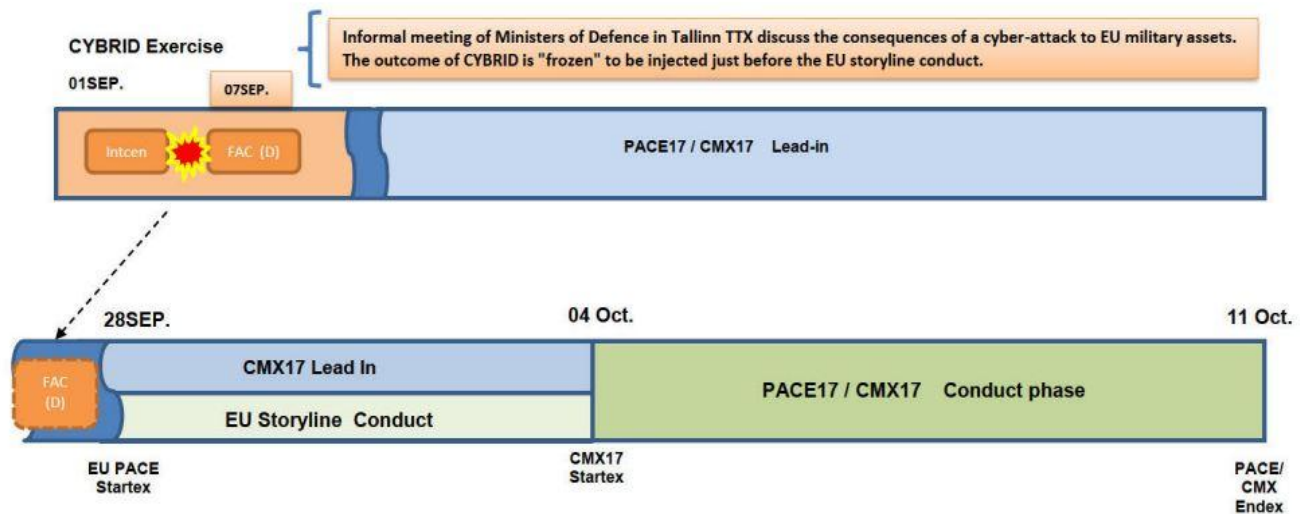 CYBRID Exercise
Informal meeting of Ministers of Defence in Tallinn TTX discuss the consequences of a cyber-attack to EU military assets.
The outcome of CYBRID is "frozen" to be injected just before the EU storyline conduct.
01SEP.
07SEP.
Intcen
FAC (D)
PACE17 / CMX17 Lead-in
28SEP.
04 Oct.
11 Oct.
FAC
(D)
CMX17 Lead In
EU Storyline Conduct
PACE17 / CMX17 Conduct phase
EU PACE
Startex
CMX17
Startex
PACE/
CMX
Endex